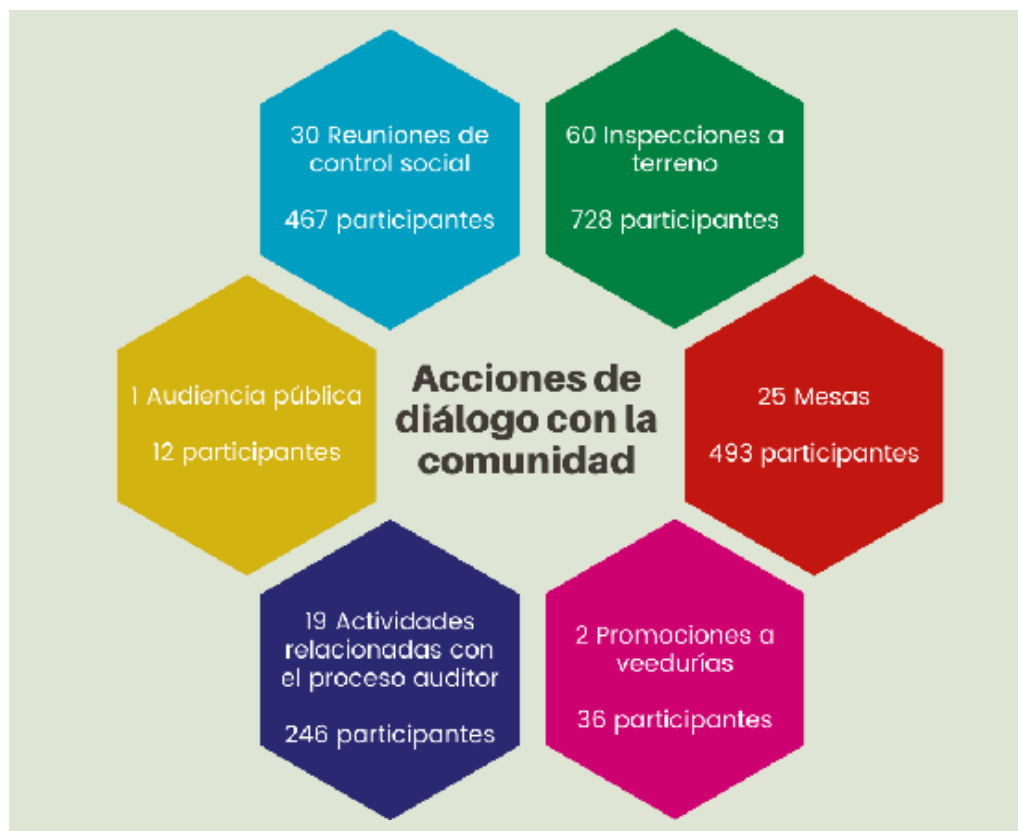 30 Reuniones de
control social
467 participantes
60 Inspecciones a
terreno
728 participantes
1 Audiencia pública
12 participantes
Acciones de
diálogo con la
comunidad
25 Mesas
493 participantes
19 Actividades
relacionadas con
el proceso auditor
246 participantes
2 Promociones a
veedurías
36 participantes